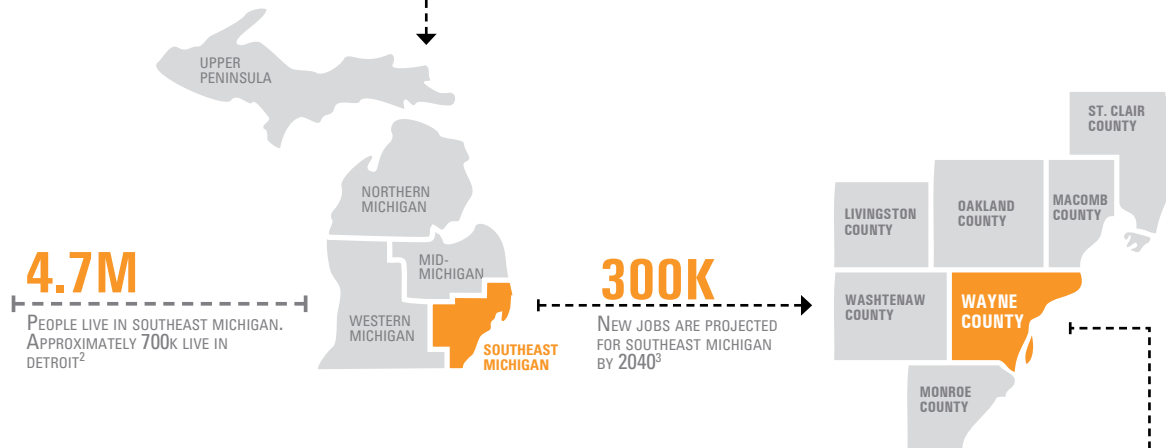 UPPER
PENINSULA
NORTHERN
MICHIGAN
MID-
MICHIGAN
WESTERN
MICHIGAN
SOUTHEAST
MICHIGAN
4.7M
PEOPLE LIVE IN SOUTHEAST MICHIGAN.
APPROXIMATELY 700K LIVE IN
DETROIT2
300K
NEW JOBS ARE PROJECTED
FOR SOUTHEAST MICHIGAN
BY 20403
ST. CLAIR
COUNTY
LIVINGSTON
COUNTY
OAKLAND
COUNTY
MACOMB
COUNTY
WASHTENAW
COUNTY
WAYNE
COUNTY
MONROE
COUNTY